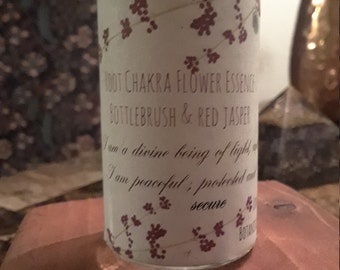 Root Chakra Flower Essence
Bottlebrush & red jasper
I am a divine being of light,
I am peaceful, protected and
secure